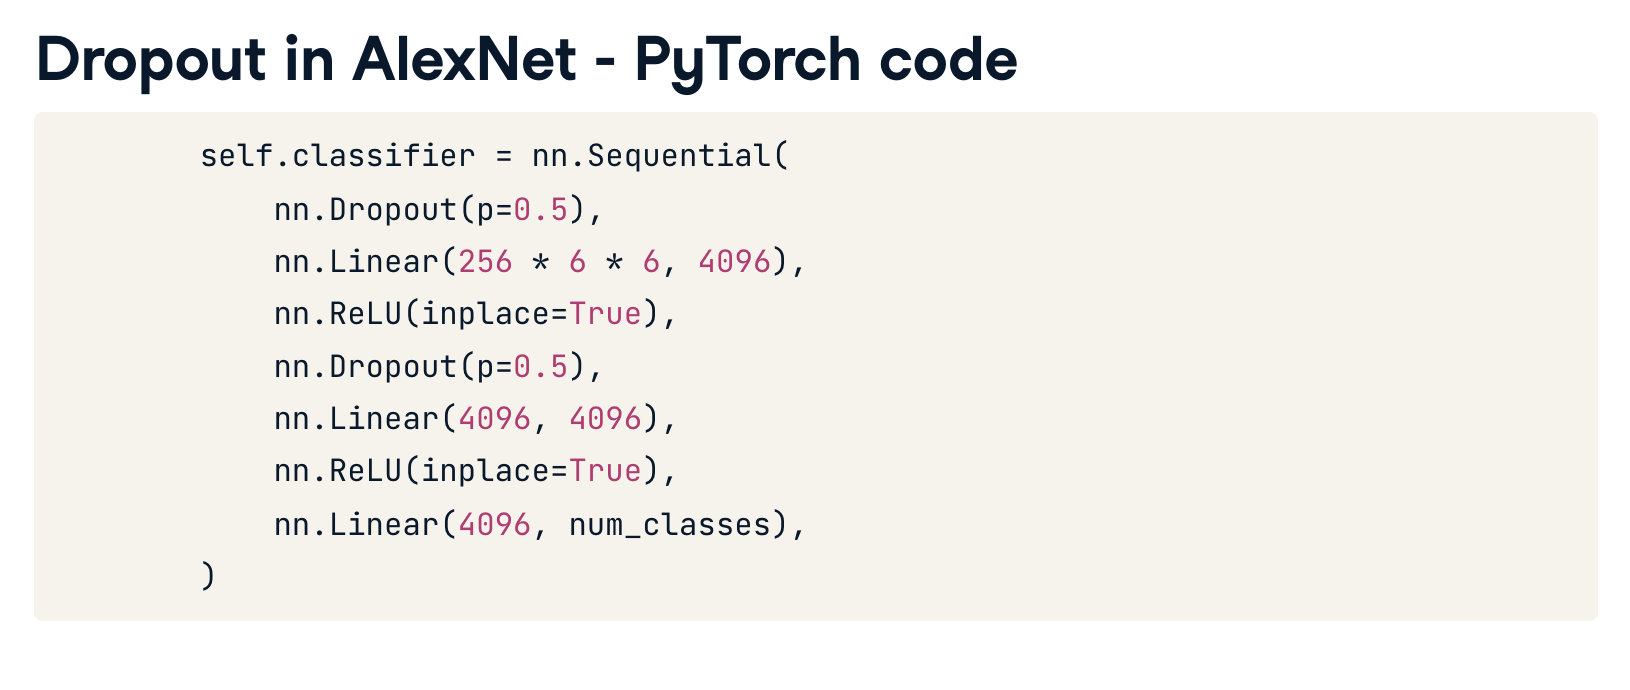 Dropout in AlexNet - PyTorch code
self.classifier = nn.Sequential(
    nn.Dropout(p=0.5),
    nn.Linear(256 * 6 * 6, 4096),
    nn.ReLU(inplace=True),
    nn.Dropout(p=0.5),
    nn.Linear(4096, 4096),
    nn.ReLU(inplace=True),
    nn.Linear(4096, num_classes),
)